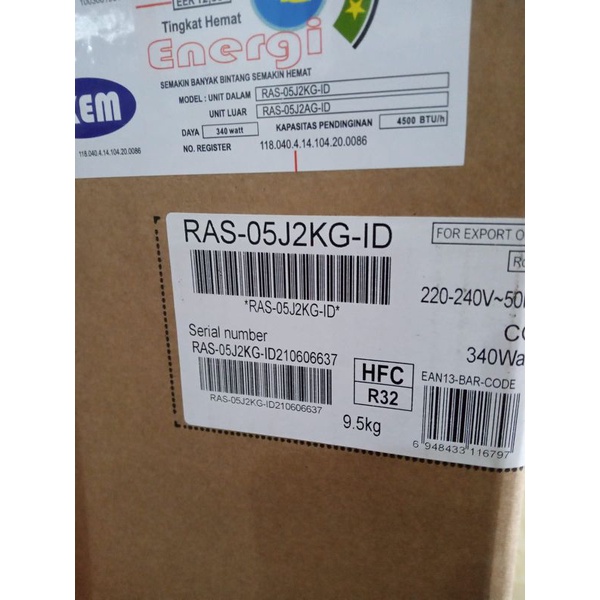 Tingkat Hemat
Energi
SEMAKIN BANYAK BINTANG SEMAKIN HEMAT
MODEL : UNIT DALAM RAS-05J2KG-ID
UNIT LUAR RAS-05J2AG-ID
DAYA 340 watt KAPASITAS PENDINGINAN 4500 BTU/h
NO. REGISTER 118.040.4.14.104.20.0086
KEM
118.040.4.14.104.20.0086
RAS-05J2KG-ID
FOR EXPORT O
*RAS-05J2KG-ID*
220-240V~50
Serial number
340Wa
RAS-05J2KG-ID210606637
HFC
R32
EAN13-BAR-CODE
RAS-05J2KG-ID210606637
9.5kg
6 948433 116797